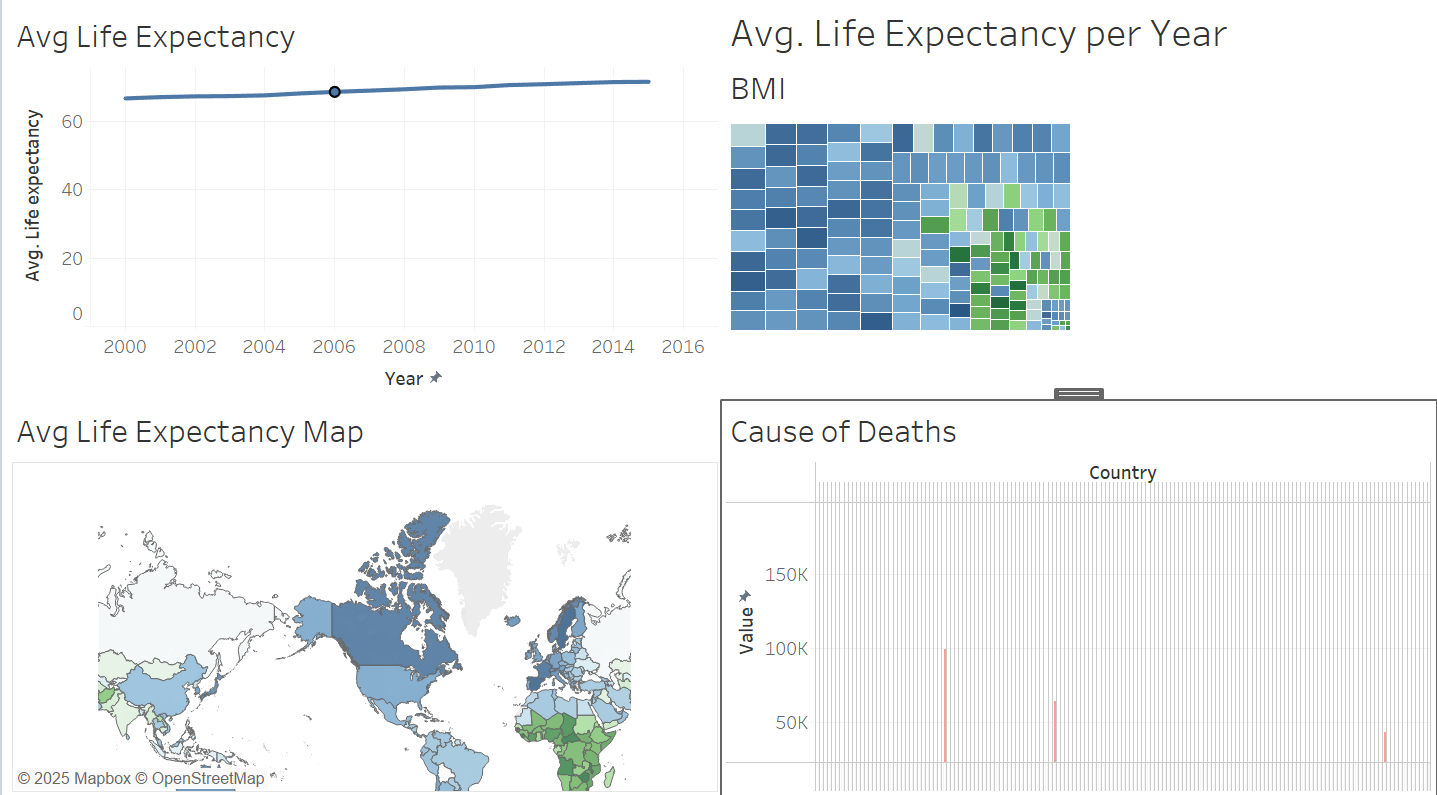 Avg Life Expectancy
Avg. Life expectancy
60
40
20
0
2000 2002 2004 2006 2008 2010 2012 2014 2016
Year
Avg. Life Expectancy per Year
BMI
Avg Life Expectancy Map
© 2025 Mapbox © OpenStreetMap
Cause of Deaths
Country
Value
150K
100K
50K